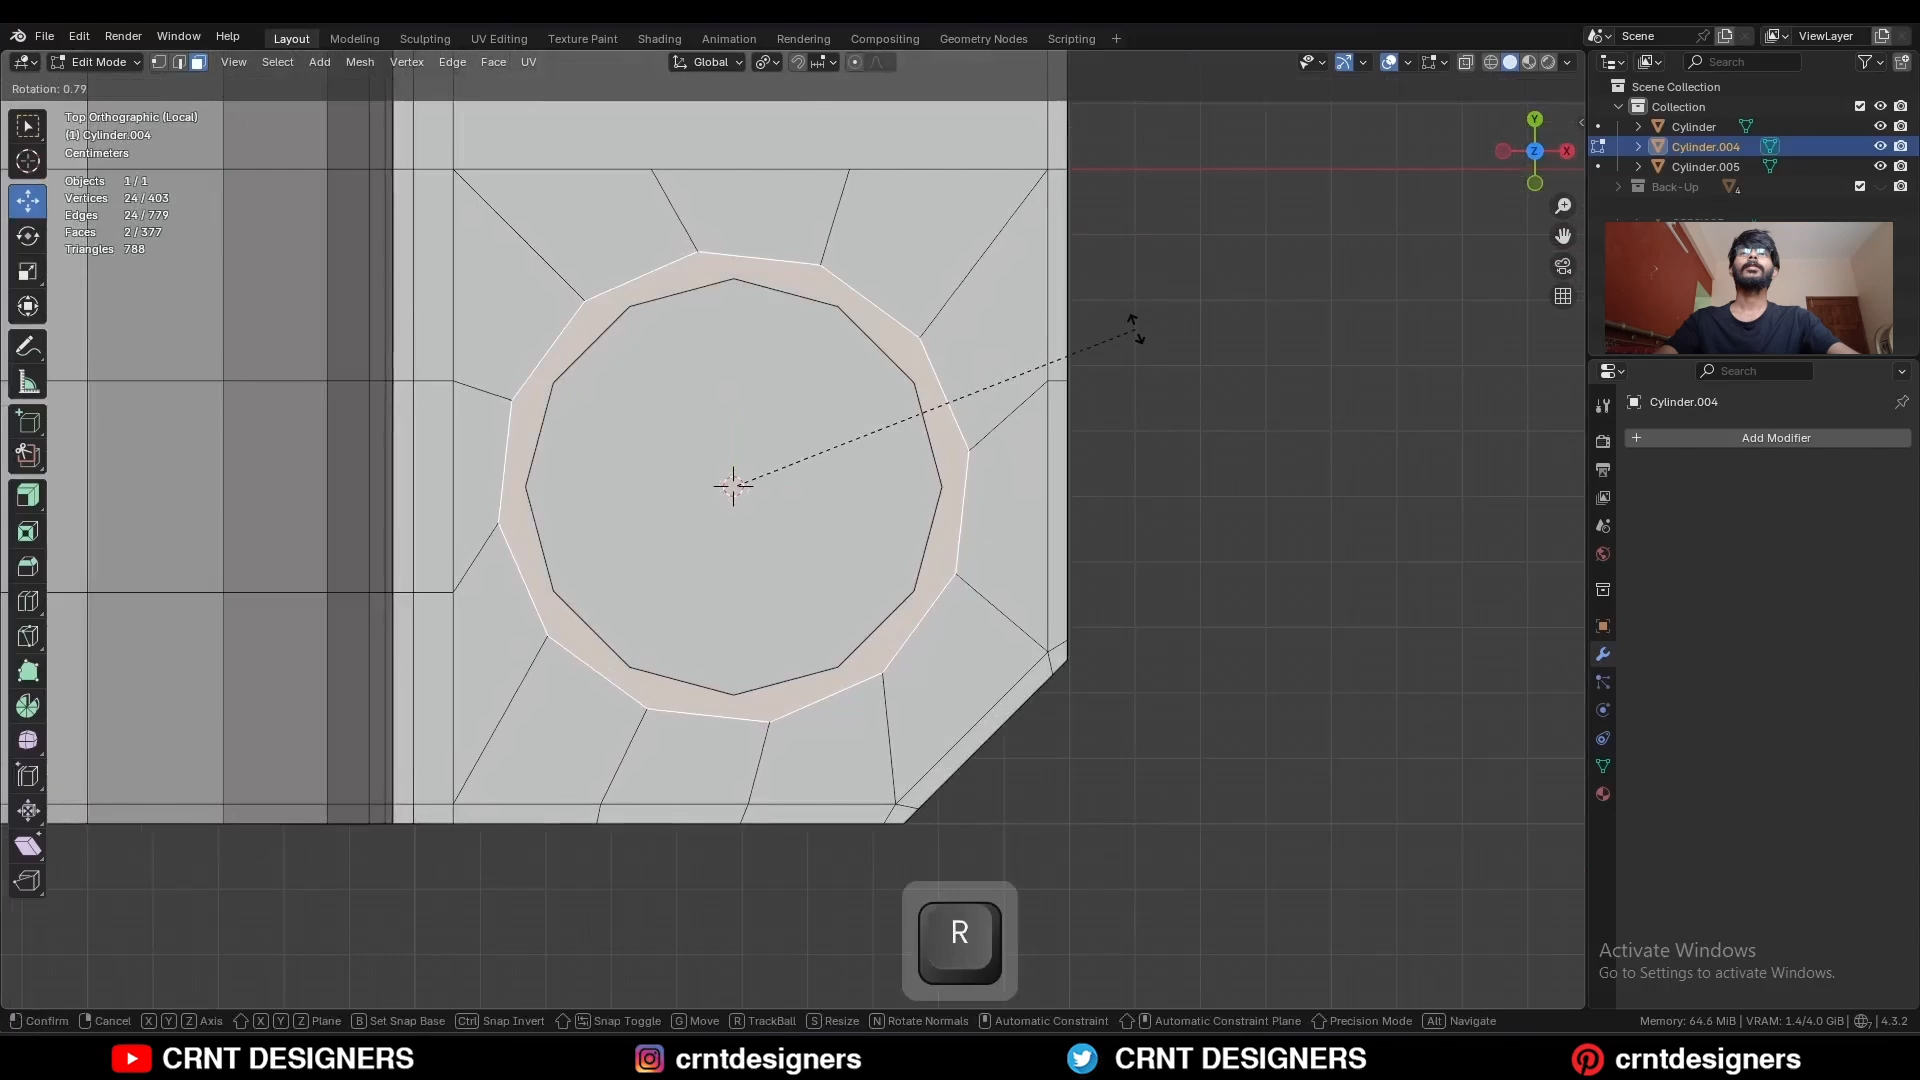 File Edit Render Window Help Layout Modeling Sculpting UV Editing Texture Paint Shading Animation Rendering Compositing Geometry Nodes Scripting + Scene ViewLayer
Edit Mode View Select Add Mesh Vertex Edge Face UV Global Search
Rotation: 0.79
Top Orthographic (Local)
(1) Cylinder.004
Centimeters
Objects 1 / 1
Vertices 24 / 403
Edges 24 / 779
Faces 2 / 377
Triangles 788
Y
Z
X
Scene Collection
Collection
Cylinder
Cylinder.004
Cylinder.005
Back-Up 4
Search
Cylinder.004
+ Add Modifier
R
Activate Windows
Go to Settings to activate Windows.
Confirm Cancel X Y Z Axis X Y Z Plane B Set Snap Base Ctrl Snap Invert Snap Toggle G Move R TrackBall S Resize N Rotate Normals Automatic Constraint Automatic Constraint Plane Precision Mode Alt Navigate Memory: 64.6 MiB | VRAM: 1.4/4.0 GiB | 7 | 4.3.2
CRNT DESIGNERS crntdesigners CRNT DESIGNERS crntdesigners